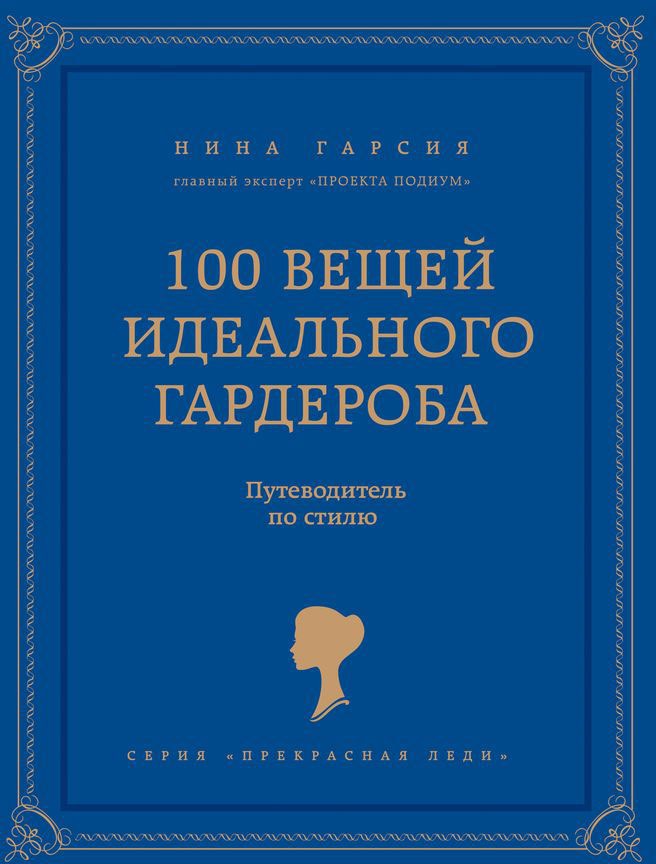 НИНА ГАРСИЯ
главный эксперт «ПРОЕКТА ПОДИУМ»
100 ВЕЩЕЙ
ИДЕАЛЬНОГО
ГАРДЕРОБА
Путеводитель
по стилю
СЕРИЯ «ПРЕКРАСНАЯ ЛЕДИ»